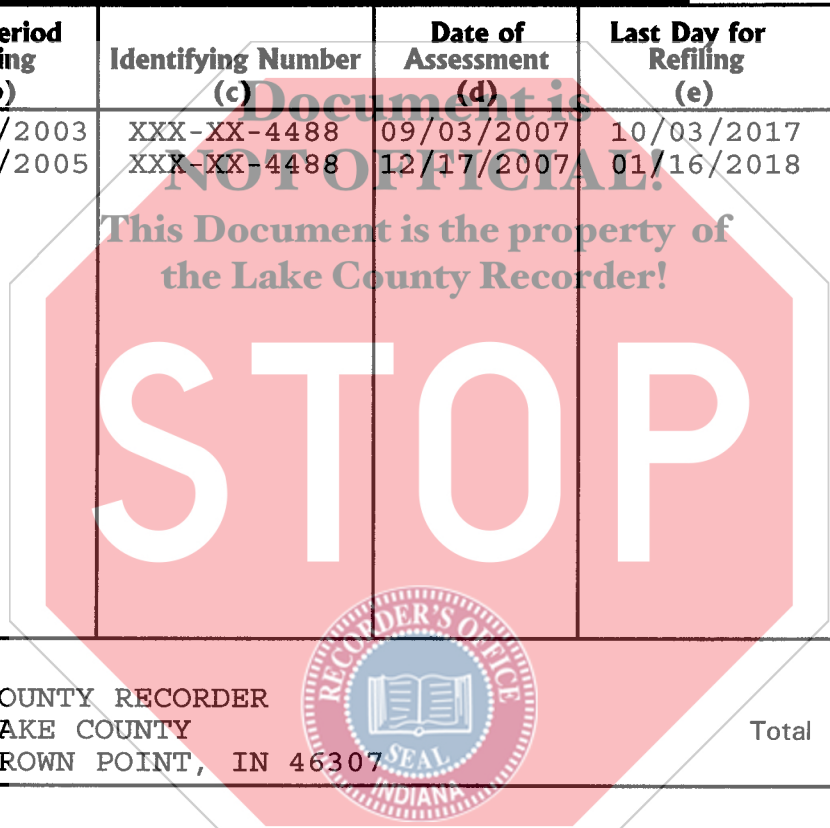 eriod
ing
)
Identifying Number
(c)
Date of
Assessment
(d)
Last Day for
Refiling
(e)
/2003 XXX-XX-4488 09/03/2007 10/03/2017
/2005 XXX-XX-4488 12/17/2007 01/16/2018
Document is
NOT OFFICIAL!
This Document is the property of
the Lake County Recorder!
STOP
RECORDER'S OFFICE
SEAL
INDIANA
OUNTY RECORDER
AKE COUNTY
ROWN POINT, IN 46307
Total